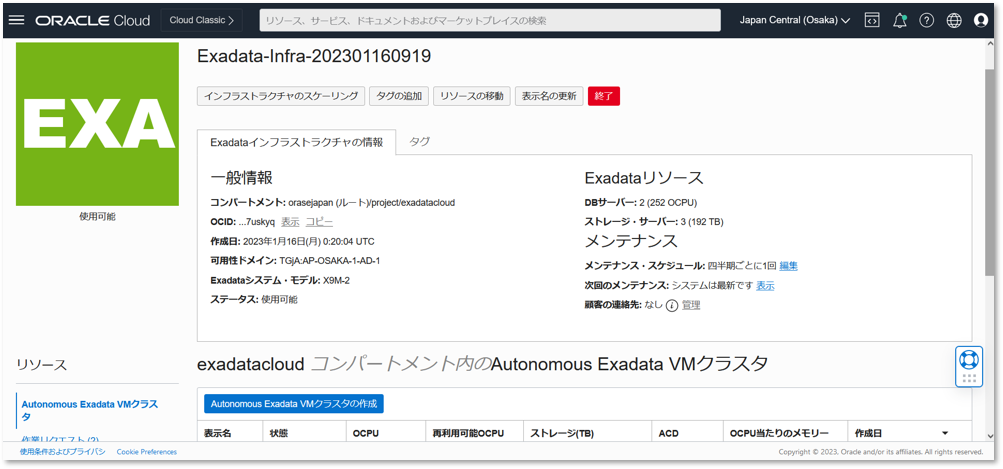 ORACLE Cloud
Cloud Classic
リソース、サービス、ドキュメントおよびマーケットプレイスの検索
Japan Central (Osaka)
EXA
使用可能
Exadata-Infra-202301160919
インフラストラクチャのスケーリング
タグの追加
リソースの移動
表示名の更新
終了
Exadataインフラストラクチャの情報
タグ
一般情報
コンパートメント: orasejapan (ルート)/project/exadatacloud
OCID: ...7uskyq 表示 コピー
作成日: 2023年1月16日(月) 0:20:04 UTC
可用性ドメイン: TGjA:AP-OSAKA-1-AD-1
Exadataシステム・モデル: X9M-2
ステータス: 使用可能
Exadataリソース
DBサーバー: 2 (252 OCPU)
ストレージ・サーバー: 3 (192 TB)
メンテナンス
メンテナンス・スケジュール: 四半期ごとに1回 編集
次回のメンテナンス: システムは最新です 表示
顧客の連絡先: なし i 管理
リソース
Autonomous Exadata VMクラス
タ
作業リクエスト (2)
exadatacloud コンパートメント内のAutonomous Exadata VMクラスタ
Autonomous Exadata VMクラスタの作成
表示名 状態 OCPU 再利用可能OCPU ストレージ(TB) ACD OCPU当たりのメモリー 作成日
使用条件およびプライバシ Cookie Preferences
Copyright © 2023, Oracle and/or its affiliates. All rights reserved.